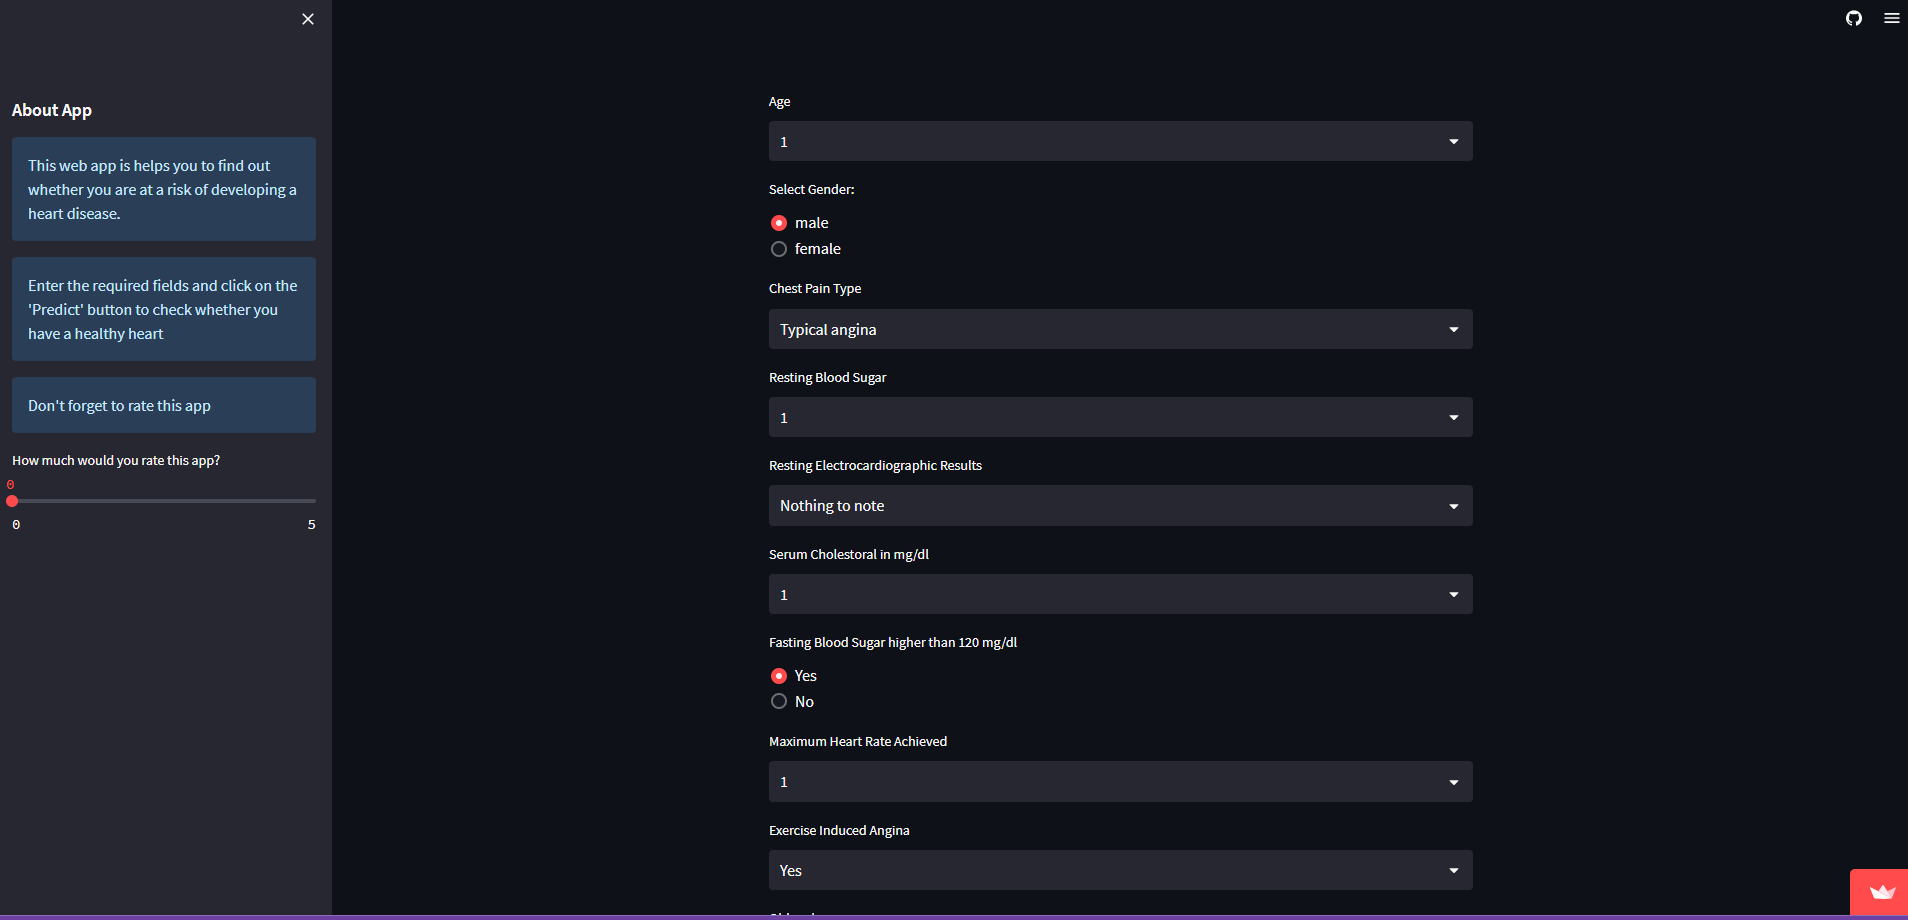 About App
This web app is helps you to find out
whether you are at a risk of developing a
heart disease.
Enter the required fields and click on the
'Predict' button to check whether you
have a healthy heart
Don't forget to rate this app
How much would you rate this app?
0
0 5
Age
1
Select Gender:
male
female
Chest Pain Type
Typical angina
Resting Blood Sugar
1
Resting Electrocardiographic Results
Nothing to note
Serum Cholestoral in mg/dl
1
Fasting Blood Sugar higher than 120 mg/dl
Yes
No
Maximum Heart Rate Achieved
1
Exercise Induced Angina
Yes